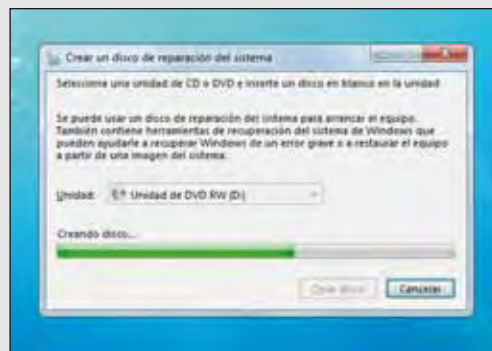 Crear un disco de reparación del sistema
Seleccione una unidad de CD o DVD e inserte un disco en blanco en la unidad
Se puede usar un disco de reparación del sistema para arrancar el equipo.
También contiene herramientas de recuperación del sistema de Windows que
pueden ayudarle a recuperar Windows de un error grave o a restaurar el equipo
a partir de una imagen del sistema.
Unidad: Unidad de DVD RW (D:)
Creando disco...
Crear disco Cancelar